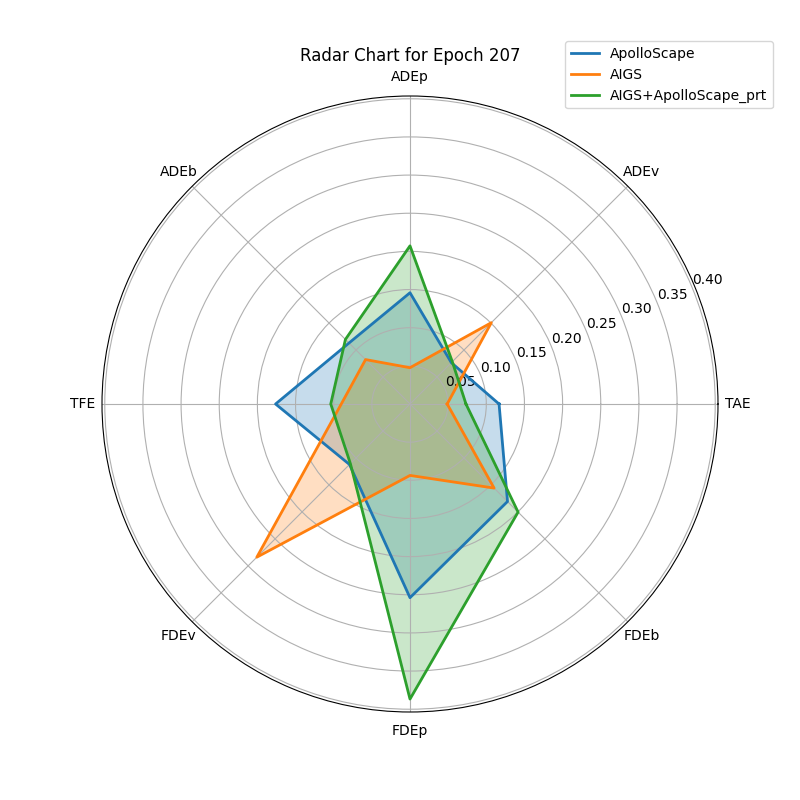 Radar Chart for Epoch 207
ApolloScape
AIGS
AIGS+ApolloScape_prt
ADEp
ADEb
ADEv
0.40
0.35
0.30
0.25
0.20
0.15
0.10
0.05
TFE
TAE
FDEv
FDEb
FDEp